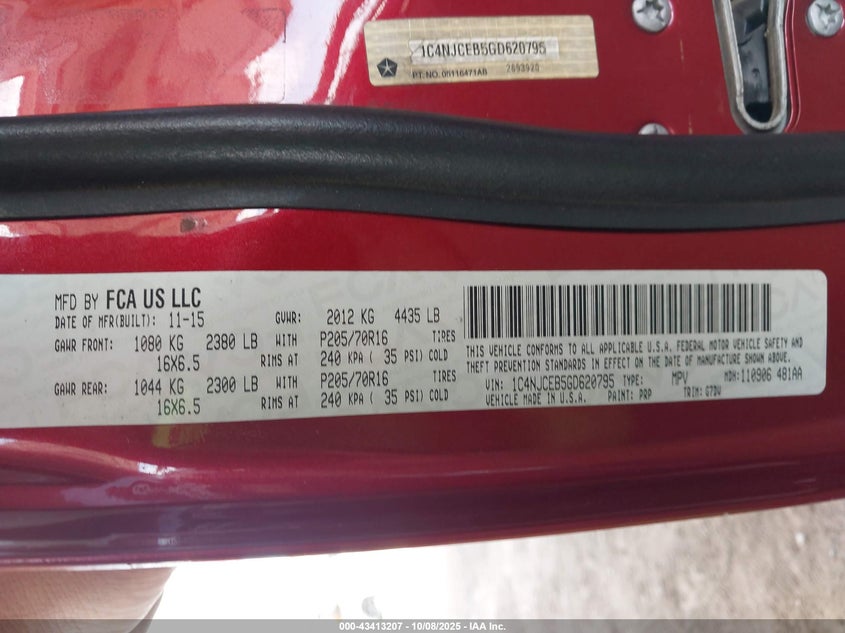 1C4NJCEB5GD620795
PT. NO. 05116471AB 2893920
MFD BY FCA US LLC
DATE OF MFR(BUILT): 11-15 GVWR: 2012 KG 4435 LB
GAWR FRONT: 1080 KG 2380 LB WITH P205/70R16 TIRES
16X6.5 RIMS AT 240 KPA ( 35 PSI) COLD
GAWR REAR: 1044 KG 2300 LB WITH P205/70R16 TIRES
16X6.5 RIMS AT 240 KPA ( 35 PSI) COLD
THIS VEHICLE CONFORMS TO ALL APPLICABLE U.S.A. FEDERAL MOTOR VEHICLE SAFETY AND
THEFT PREVENTION STANDARDS IN EFFECT ON THE DATE OF MANUFACTURE SHOWN ABOVE.
VIN: 1C4NJCEB5GD620795 TYPE: MPV MDH: 110906 481AA
VEHICLE MADE IN U.S.A. PAINT: PRP TRIM: G7DV
000-43413207 - 10/08/2025 - IAA Inc.